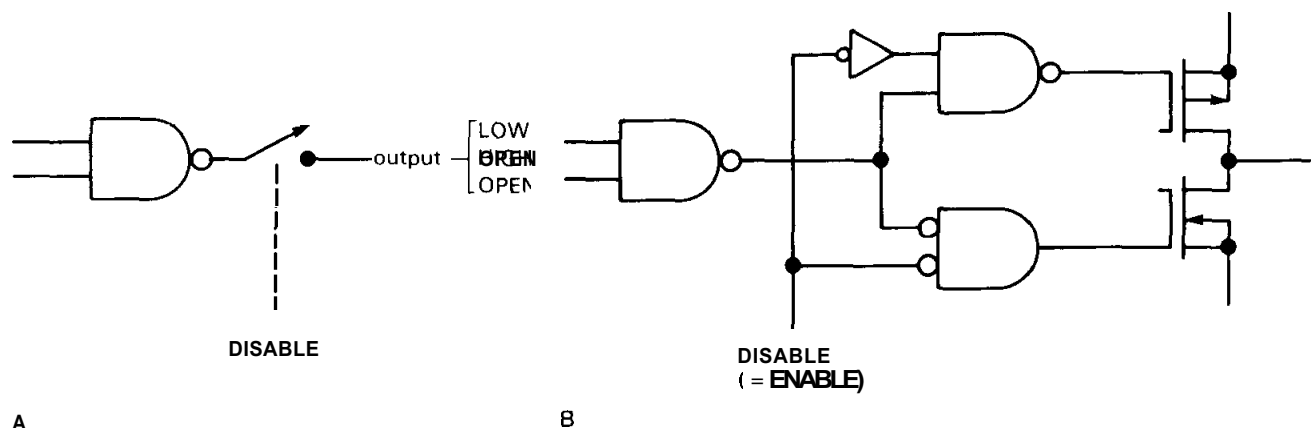 output
LOW
OPEN
DISABLE
DISABLE
( = ENABLE)
A
B